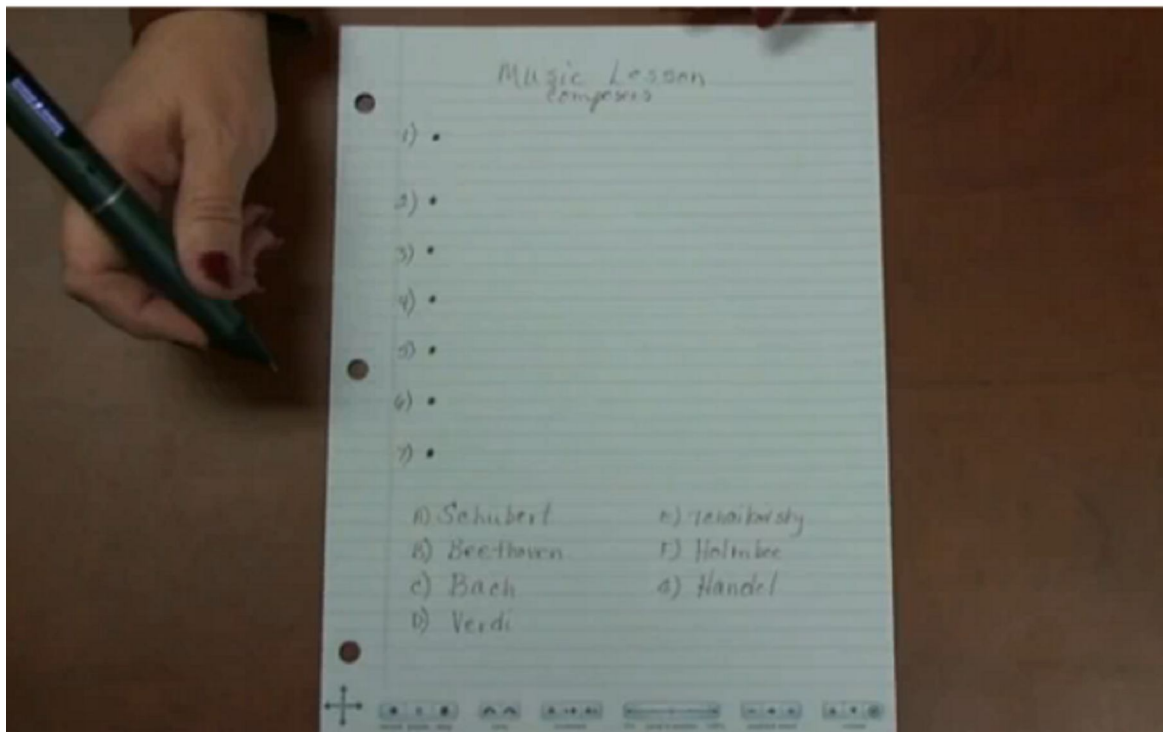 Music Lesson
Composers
1) •
2) •
3) •
4) •
5) •
6) •
7) •
A) Schubert
B) Beethoven
C) Bach
D) Verdi
E) Tchaikovsky
F) Holmbee
G) Handel